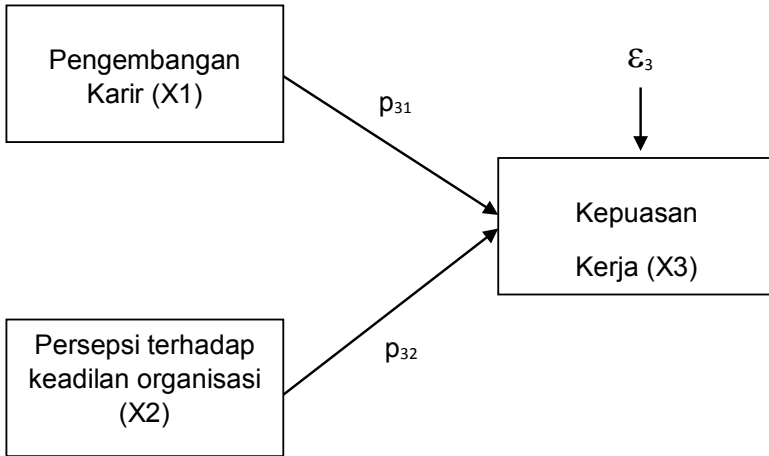 Pengembangan
Karir (X1)
p31
ε3
Kepuasan
Kerja (X3)
Persepsi terhadap
keadilan organisasi
(X2)
p32